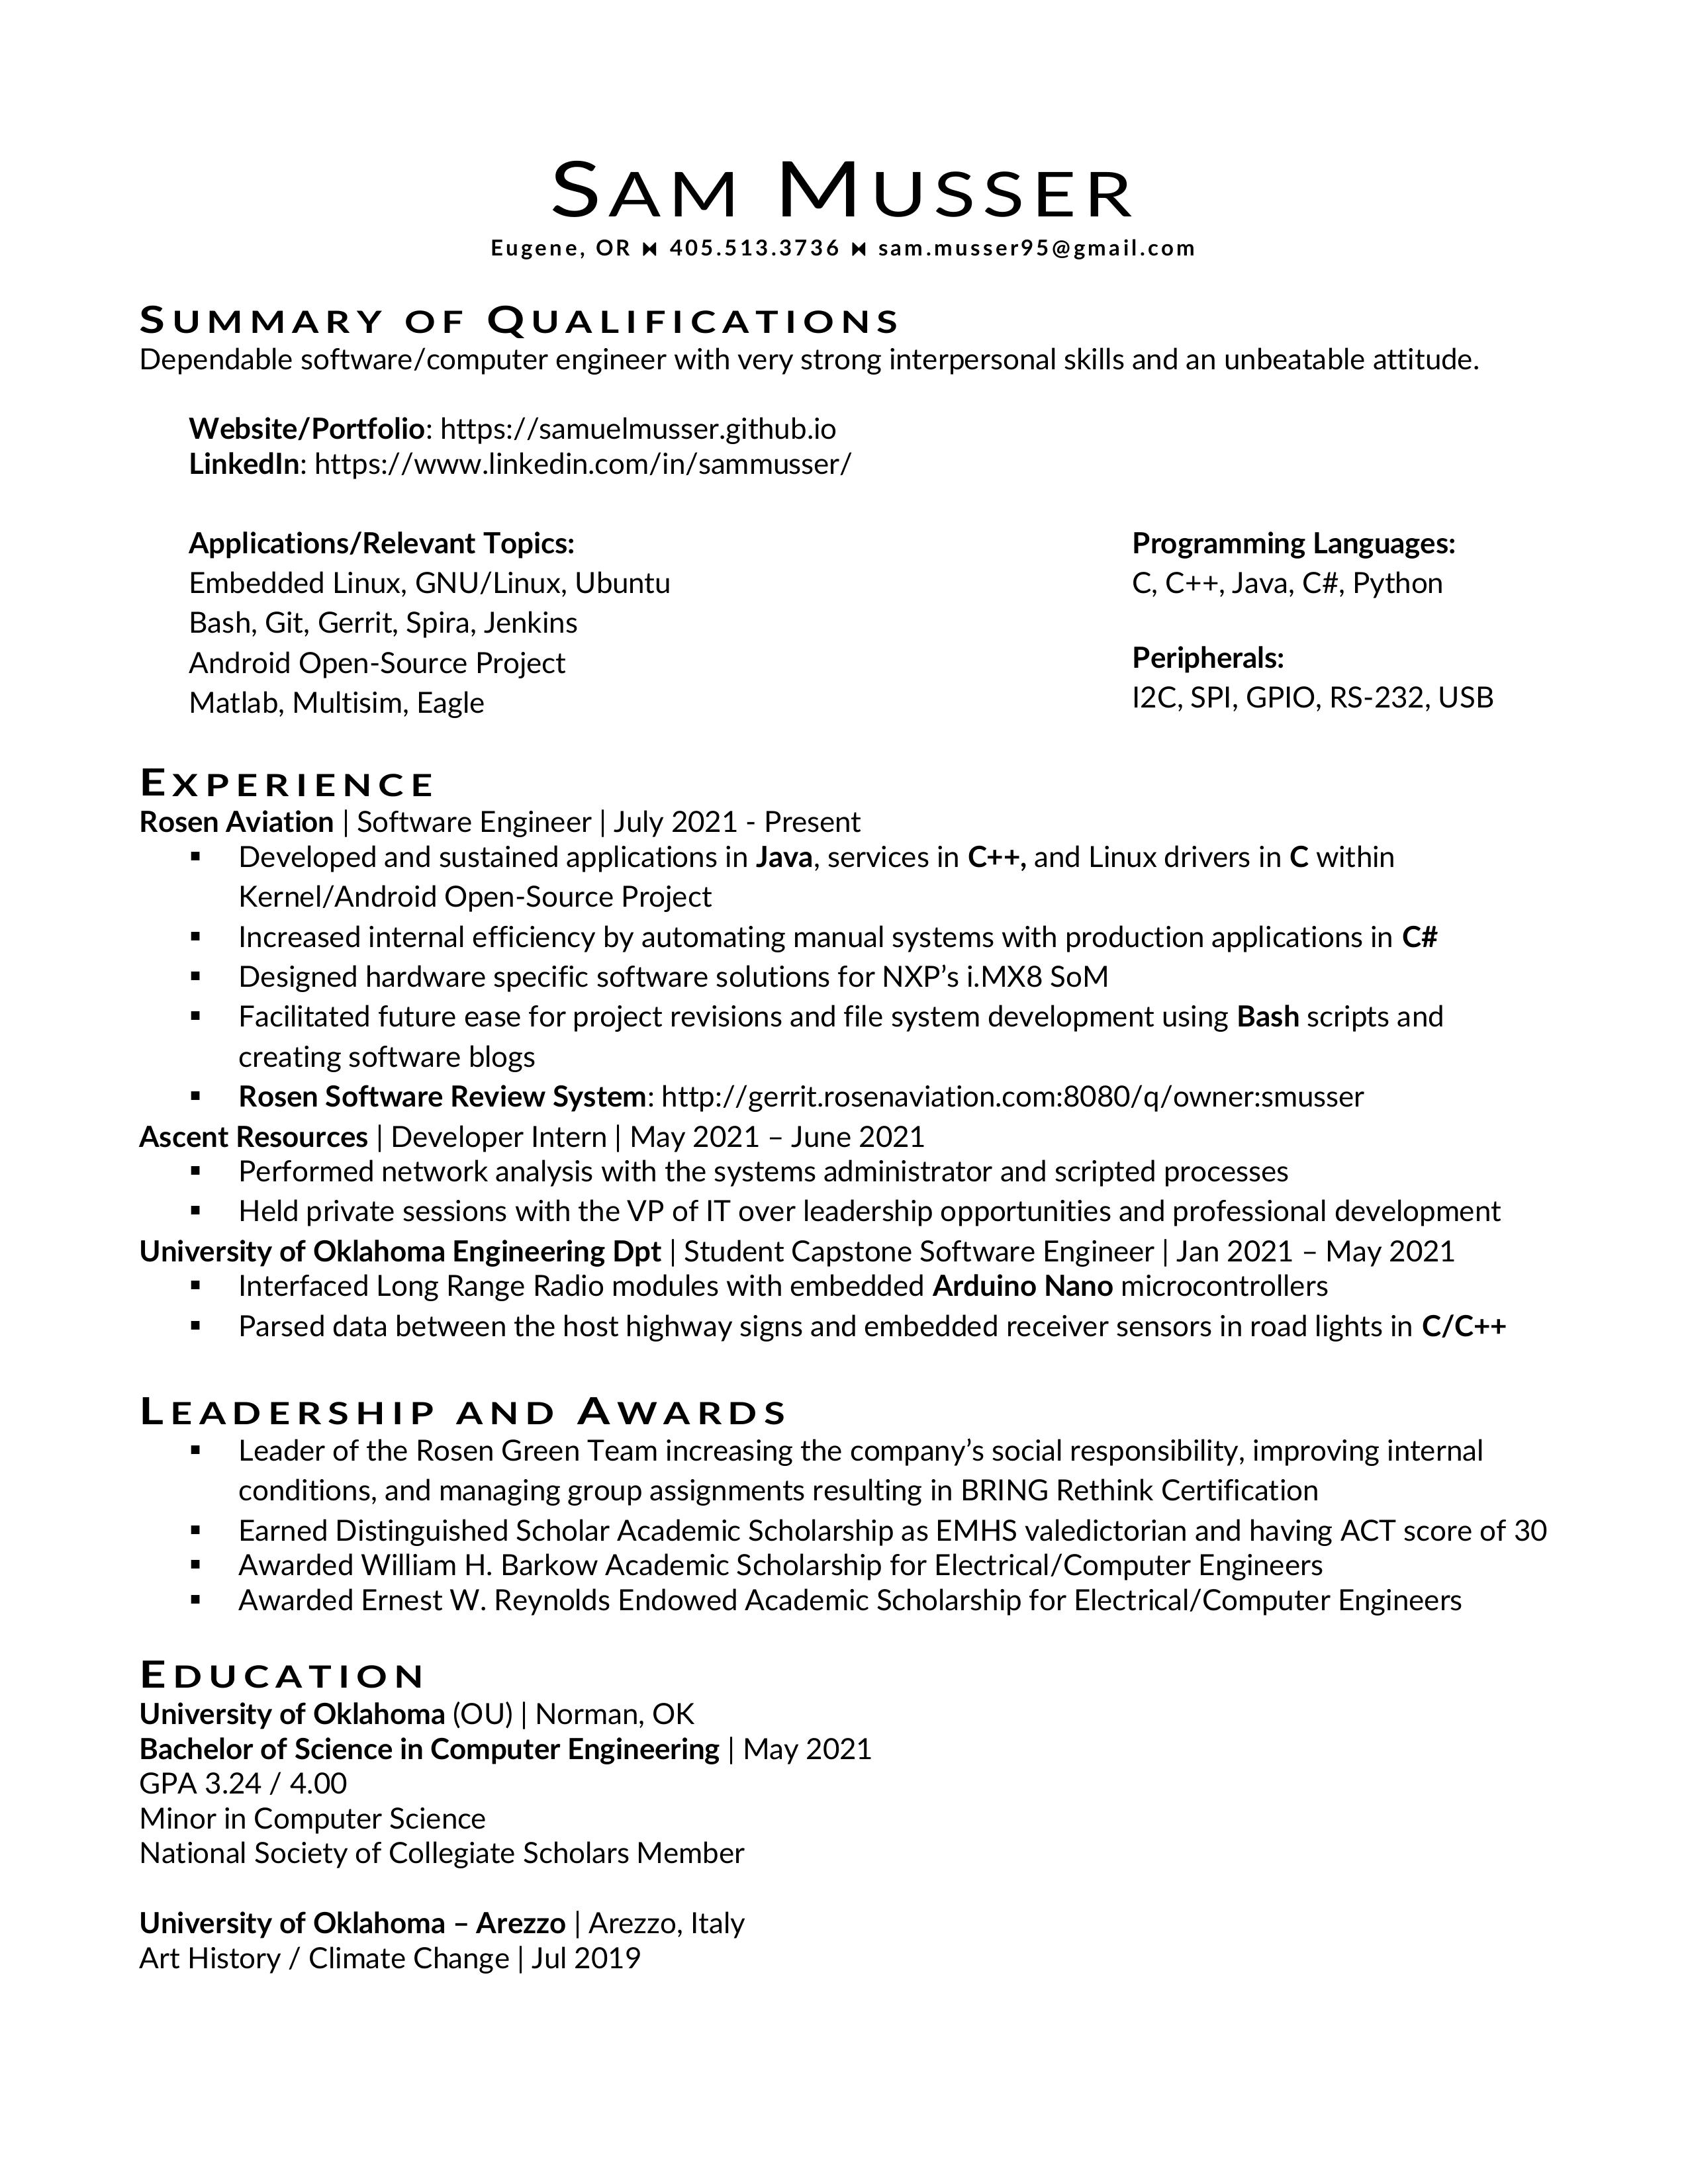 SAM MUSSER
Eugene, OR ⧓ 405.513.3736 ⧓ sam.musser95@gmail.com
SUMMARY OF QUALIFICATIONS
Dependable software/computer engineer with very strong interpersonal skills and an unbeatable attitude.
Website/Portfolio: https://samuelmusser.github.io
LinkedIn: https://www.linkedin.com/in/sammusser/
Applications/Relevant Topics:
Embedded Linux, GNU/Linux, Ubuntu
Bash, Git, Gerrit, Spira, Jenkins
Android Open-Source Project
Matlab, Multisim, Eagle
Programming Languages:
C, C++, Java, C#, Python
Peripherals:
I2C, SPI, GPIO, RS-232, USB
EXPERIENCE
Rosen Aviation | Software Engineer | July 2021 - Present
▪ Developed and sustained applications in Java, services in C++, and Linux drivers in C within
Kernel/Android Open-Source Project
▪ Increased internal efficiency by automating manual systems with production applications in C#
▪ Designed hardware specific software solutions for NXP’s i.MX8 SoM
▪ Facilitated future ease for project revisions and file system development using Bash scripts and
creating software blogs
▪ Rosen Software Review System: http://gerrit.rosenaviation.com:8080/q/owner:smusser
Ascent Resources | Developer Intern | May 2021 – June 2021
▪ Performed network analysis with the systems administrator and scripted processes
▪ Held private sessions with the VP of IT over leadership opportunities and professional development
University of Oklahoma Engineering Dpt | Student Capstone Software Engineer | Jan 2021 – May 2021
▪ Interfaced Long Range Radio modules with embedded Arduino Nano microcontrollers
▪ Parsed data between the host highway signs and embedded receiver sensors in road lights in C/C++
LEADERSHIP AND AWARDS
▪ Leader of the Rosen Green Team increasing the company’s social responsibility, improving internal
conditions, and managing group assignments resulting in BRING Rethink Certification
▪ Earned Distinguished Scholar Academic Scholarship as EMHS valedictorian and having ACT score of 30
▪ Awarded William H. Barkow Academic Scholarship for Electrical/Computer Engineers
▪ Awarded Ernest W. Reynolds Endowed Academic Scholarship for Electrical/Computer Engineers
EDUCATION
University of Oklahoma (OU) | Norman, OK
Bachelor of Science in Computer Engineering | May 2021
GPA 3.24 / 4.00
Minor in Computer Science
National Society of Collegiate Scholars Member
University of Oklahoma – Arezzo | Arezzo, Italy
Art History / Climate Change | Jul 2019